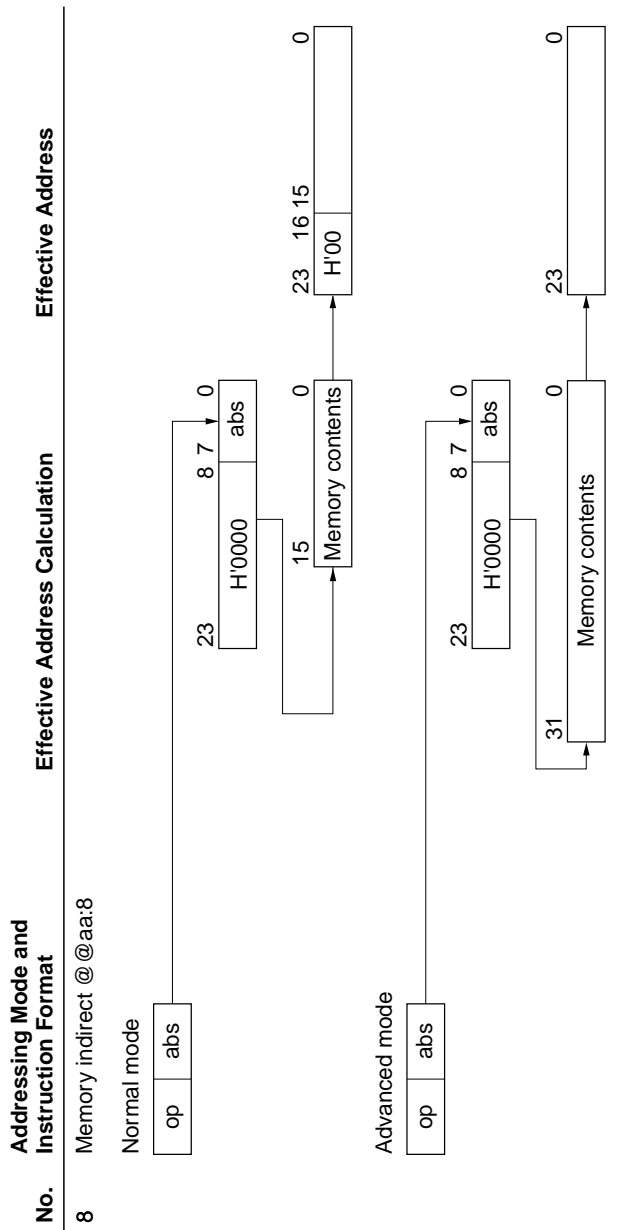 No.
Addressing Mode and
Instruction Format
Effective Address Calculation
Effective Address
8
Memory indirect @@aa:8
Normal mode
op
abs
23
8 7
0
H'0000
abs
15
0
Memory contents
23
16 15
0
H'00
Advanced mode
op
abs
23
8 7
0
H'0000
abs
31
0
Memory contents
23
0